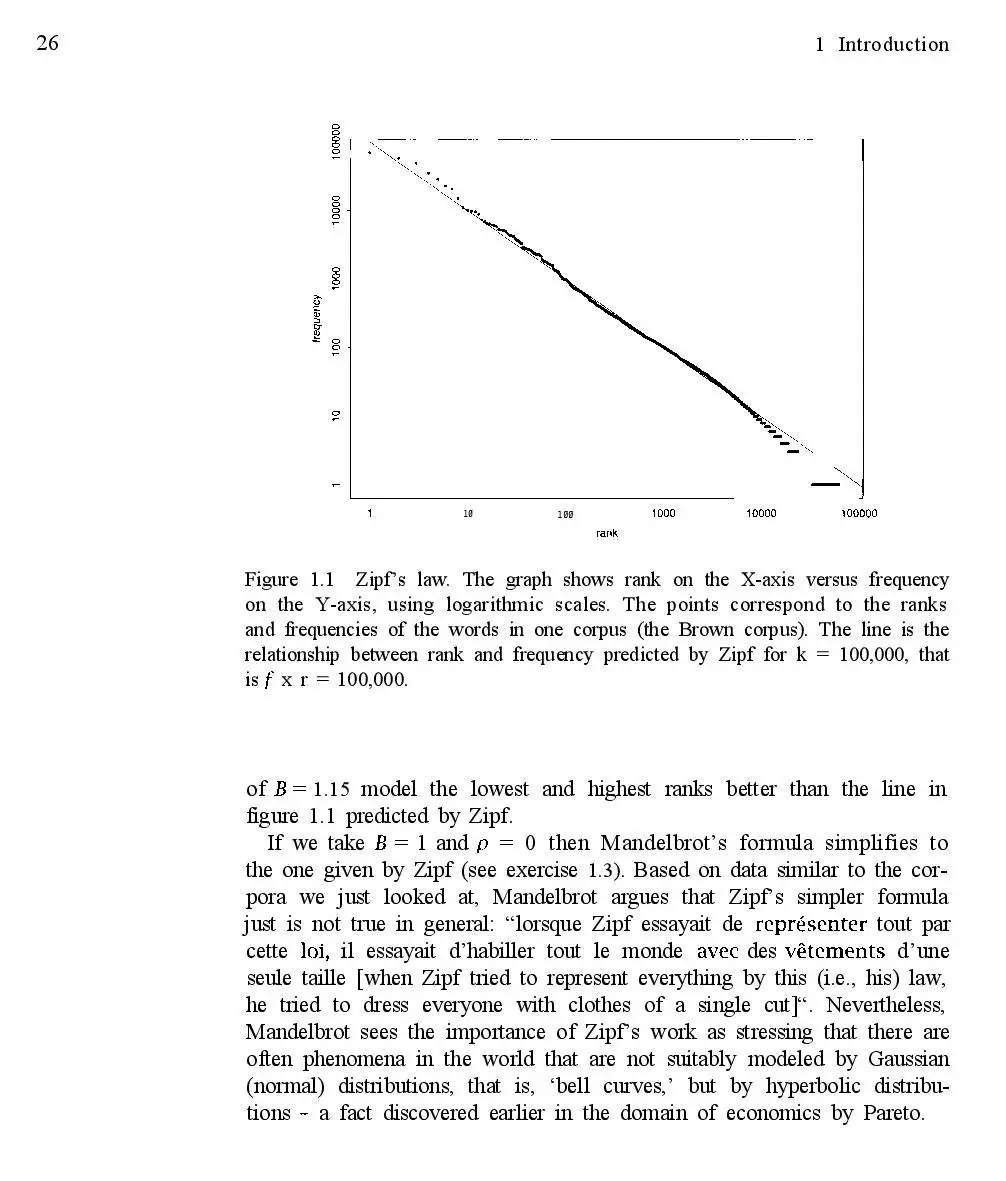 26
1 Introduction
100000
10000
1000
100
10
1
frequency
1 10 100 1000 10000 100000
rank
Figure 1.1 Zipf's law. The graph shows rank on the X-axis versus frequency
on the Y-axis, using logarithmic scales. The points correspond to the ranks
and frequencies of the words in one corpus (the Brown corpus). The line is the
relationship between rank and frequency predicted by Zipf for k = 100,000, that
is f x r = 100,000.
of B = 1.15 model the lowest and highest ranks better than the line in
figure 1.1 predicted by Zipf.
If we take B = 1 and ρ = 0 then Mandelbrot's formula simplifies to
the one given by Zipf (see exercise 1.3). Based on data similar to the cor-
pora we just looked at, Mandelbrot argues that Zipf's simpler formula
just is not true in general: “lorsque Zipf essayait de représenter tout par
cette loi, il essayait d'habiller tout le monde avec des vêtements d'une
seule taille [when Zipf tried to represent everything by this (i.e., his) law,
he tried to dress everyone with clothes of a single cut]“. Nevertheless,
Mandelbrot sees the importance of Zipf's work as stressing that there are
often phenomena in the world that are not suitably modeled by Gaussian
(normal) distributions, that is, ‘bell curves,’ but by hyperbolic distribu-
tions - a fact discovered earlier in the domain of economics by Pareto.